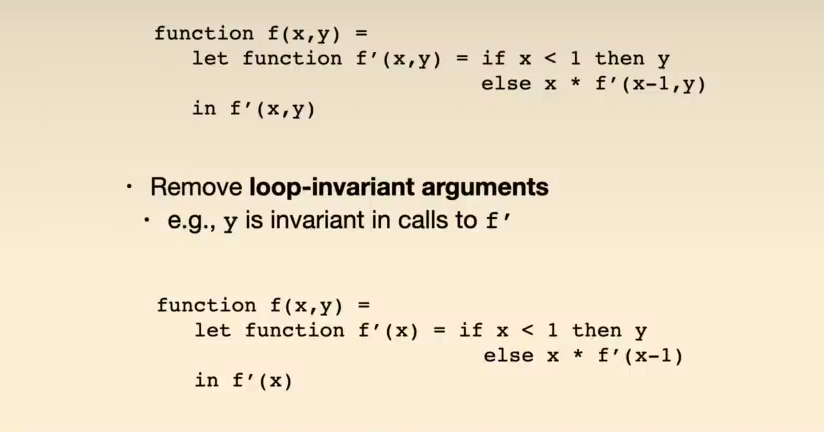 function f(x,y) =
let function f′(x,y) = if x < 1 then y
else x * f′(x-1,y)
in f′(x,y)
· Remove loop-invariant arguments
· e.g., y is invariant in calls to f′
function f(x,y) =
let function f′(x) = if x < 1 then y
else x * f′(x-1)
in f′(x)